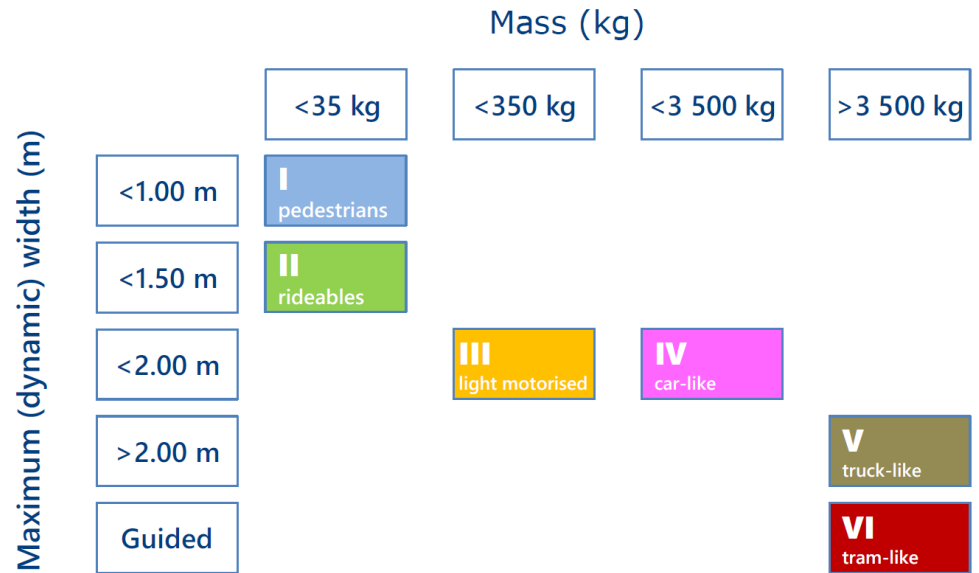 Mass (kg)
<35 kg
<350 kg
<3 500 kg
>3 500 kg
Maximum (dynamic) width (m)
<1.00 m
I
pedestrians
<1.50 m
II
rideables
<2.00 m
III
light motorised
IV
car-like
>2.00 m
V
truck-like
Guided
VI
tram-like